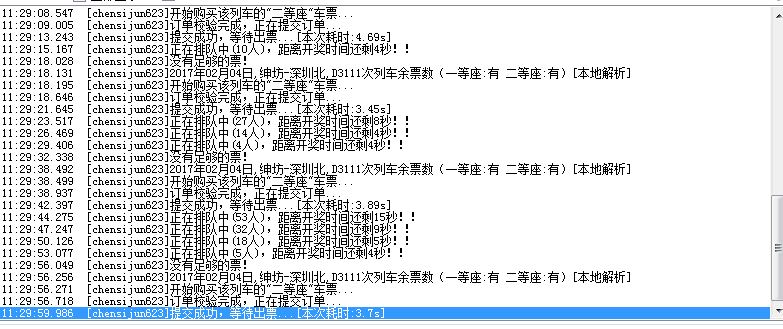 11:29:08.547 [chensijun623]开始购买该列车的"二等座"车票...
11:29:09.005 [chensijun623]订单校验完成，正在提交订单...
11:29:13.243 [chensijun623]提交成功，等待出票...[本次耗时:4.69s]
11:29:15.167 [chensijun623]正在排队中(10人)，距离开奖时间还剩4秒！！
11:29:18.028 [chensijun623]没有足够的票!
11:29:18.131 [chensijun623]2017年02月04日,绅坊-深圳北,D3111次列车余票数（一等座:有 二等座:有）[本地解析]
11:29:18.195 [chensijun623]开始购买该列车的"二等座"车票...
11:29:18.646 [chensijun623]订单校验完成，正在提交订单...
11:29:21.645 [chensijun623]提交成功，等待出票...[本次耗时:3.45s]
11:29:23.517 [chensijun623]正在排队中(27人)，距离开奖时间还剩8秒！！
11:29:26.469 [chensijun623]正在排队中(14人)，距离开奖时间还剩4秒！！
11:29:29.406 [chensijun623]正在排队中(4人)，距离开奖时间还剩4秒！！
11:29:32.338 [chensijun623]没有足够的票!
11:29:38.492 [chensijun623]2017年02月04日,绅坊-深圳北,D3111次列车余票数（一等座:有 二等座:有）[本地解析]
11:29:38.499 [chensijun623]开始购买该列车的"二等座"车票...
11:29:38.937 [chensijun623]订单校验完成，正在提交订单...
11:29:42.397 [chensijun623]提交成功，等待出票...[本次耗时:3.89s]
11:29:44.275 [chensijun623]正在排队中(53人)，距离开奖时间还剩15秒！！
11:29:47.247 [chensijun623]正在排队中(32人)，距离开奖时间还剩9秒！！
11:29:50.126 [chensijun623]正在排队中(18人)，距离开奖时间还剩5秒！！
11:29:53.077 [chensijun623]正在排队中(5人)，距离开奖时间还剩4秒！！
11:29:56.049 [chensijun623]没有足够的票!
11:29:56.256 [chensijun623]2017年02月04日,绅坊-深圳北,D3111次列车余票数（一等座:有 二等座:有）[本地解析]
11:29:56.271 [chensijun623]开始购买该列车的"二等座"车票...
11:29:56.718 [chensijun623]订单校验完成，正在提交订单...
11:29:59.986 [chensijun623]提交成功，等待出票...[本次耗时:3.7s]